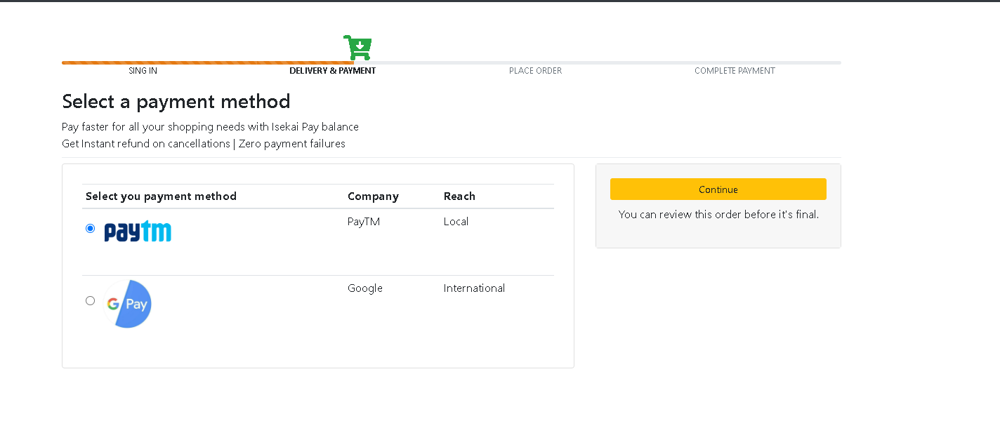 SING IN DELIVERY & PAYMENT PLACE ORDER COMPLETE PAYMENT
Select a payment method
Pay faster for all your shopping needs with Isekai Pay balance
Get Instant refund on cancellations | Zero payment failures
Select you payment method Company Reach
paytm PayTM Local
G Pay Google International
Continue
You can review this order before it's final.